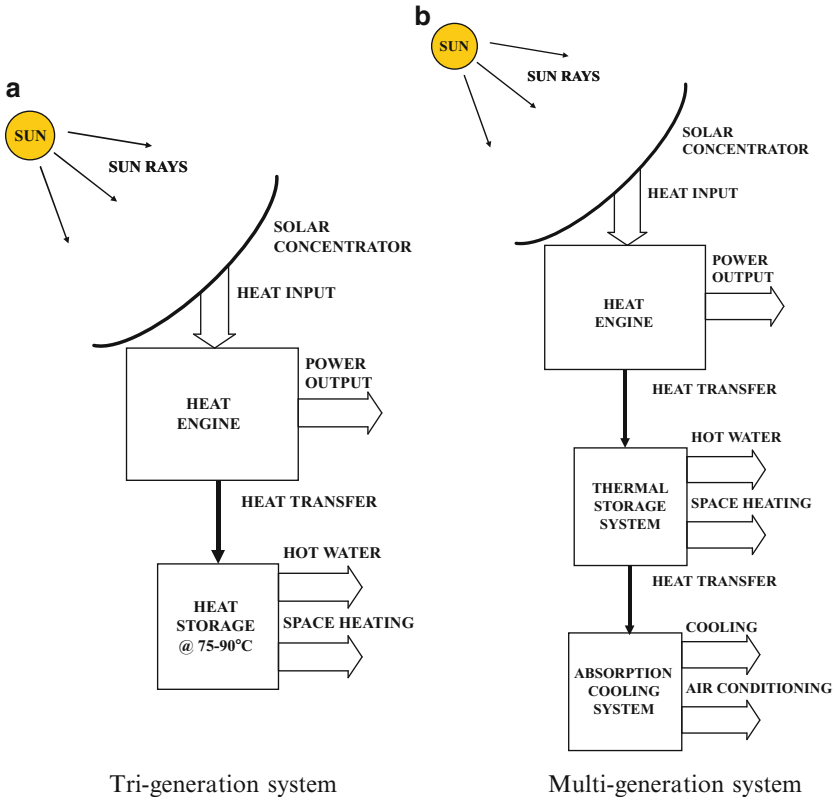 a
SUN
SUN RAYS
SOLAR
CONCENTRATOR
HEAT INPUT
POWER
OUTPUT
HEAT
ENGINE
HEAT TRANSFER
HOT WATER
HEAT
STORAGE
@ 75-90°C
SPACE HEATING
Tri-generation system
b
SUN
SUN RAYS
SOLAR
CONCENTRATOR
HEAT INPUT
POWER
OUTPUT
HEAT
ENGINE
HEAT TRANSFER
HOT WATER
THERMAL
STORAGE
SYSTEM
SPACE HEATING
HEAT TRANSFER
COOLING
ABSORPTION
COOLING
SYSTEM
AIR CONDITIONING
Multi-generation system